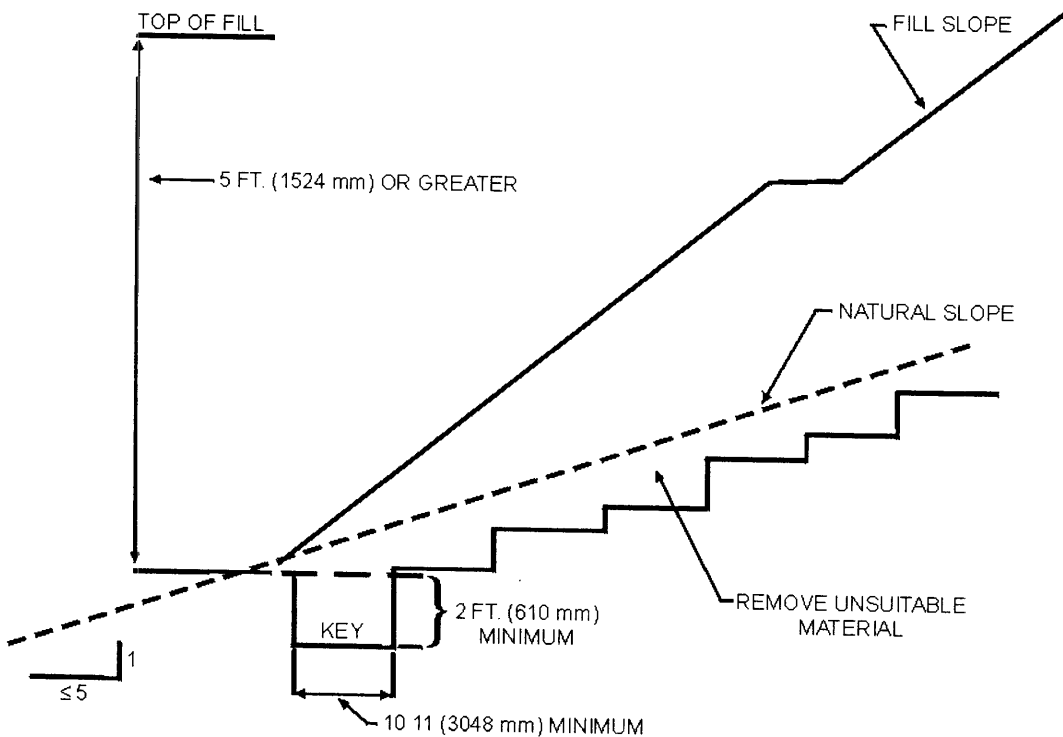 TOP OF FILL
FILL SLOPE
5 FT. (1524 mm) OR GREATER
NATURAL SLOPE
REMOVE UNSUITABLE
MATERIAL
2 FT. (610 mm)
MINIMUM
KEY
1
≤ 5
10 11 (3048 mm) MINIMUM